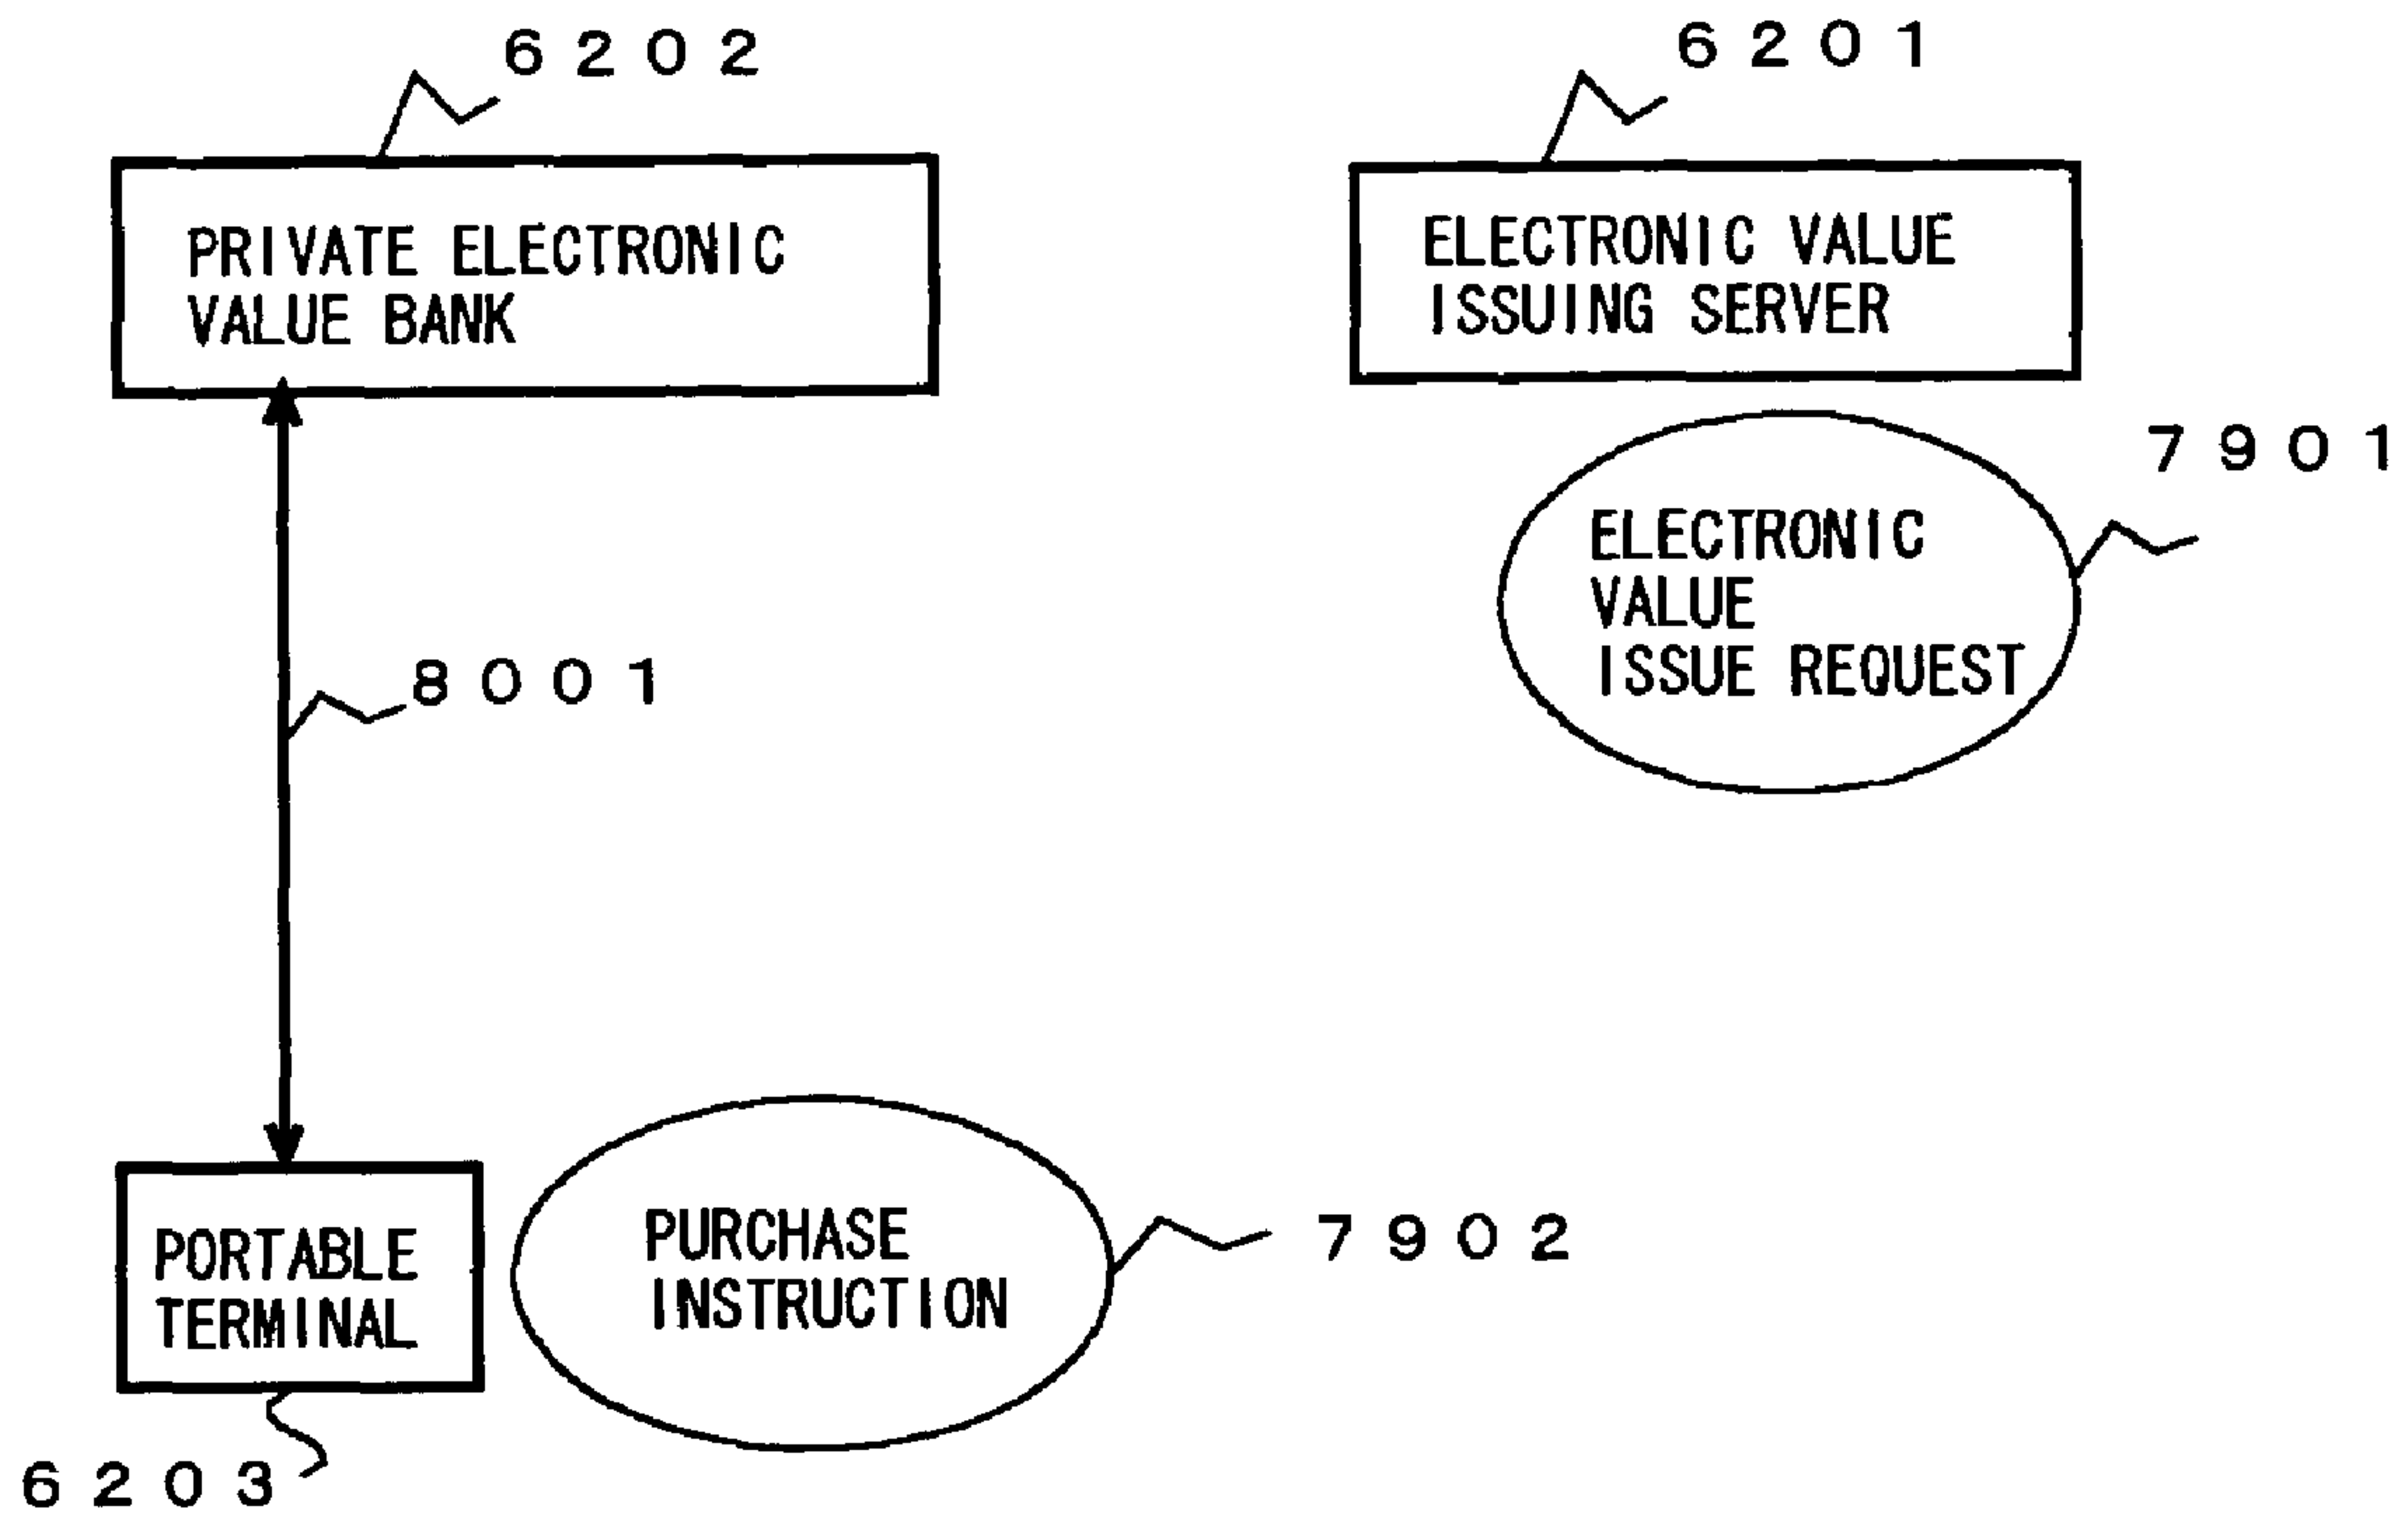 6202
6201
PRIVATE ELECTRONIC
VALUE BANK
ELECTRONIC VALUE
ISSUING SERVER
7901
ELECTRONIC
VALUE
ISSUE REQUEST
8001
PORTABLE
TERMINAL
PURCHASE
INSTRUCTION
7902
6203